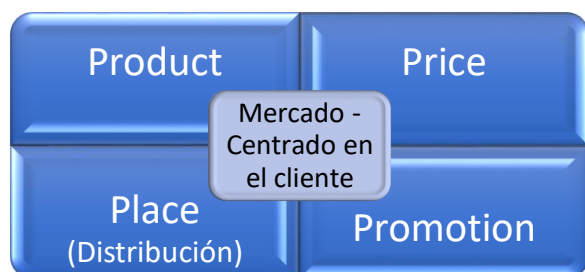 Product
Price
Mercado -
Centrado en
el cliente
Place
(Distribución)
Promotion